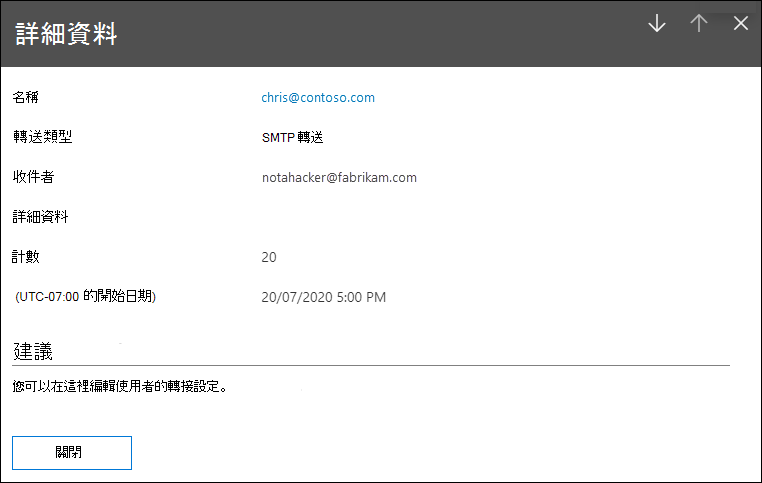 詳細資料
名稱 chris@contoso.com
轉送類型 SMTP 轉送
收件者 notahacker@fabrikam.com
詳細資料
計數 20
(UTC-07:00 的開始日期) 20/07/2020 5:00 PM
建議
您可以在這裡編輯使用者的轉接設定。
關閉